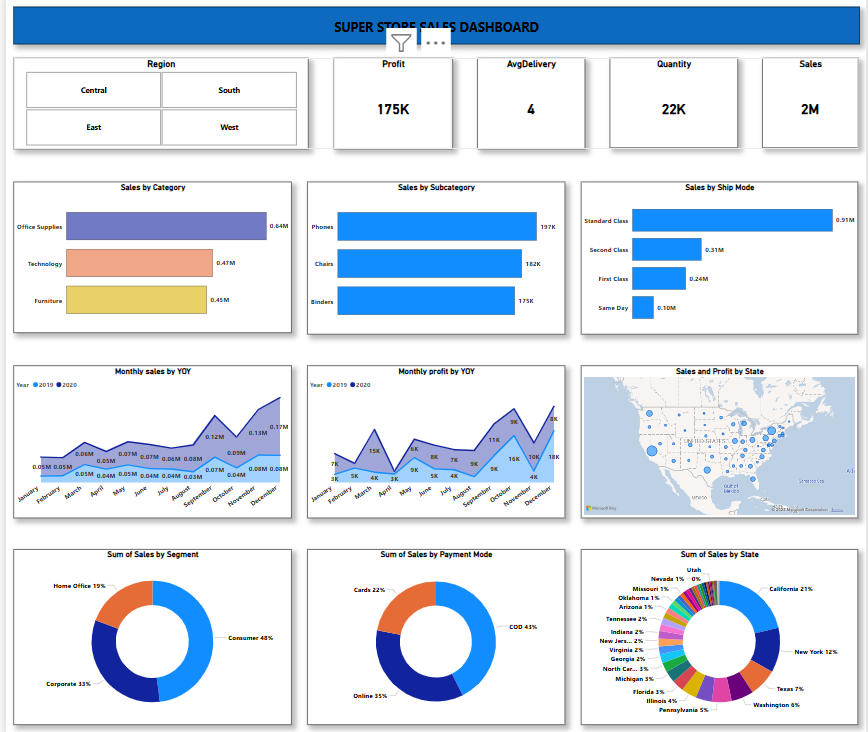 SUPER STORE SALES DASHBOARD
Region
Central
South
East
West
Profit
175K
AvgDelivery
4
Quantity
22K
Sales
2M
Sales by Category
Office Supplies
0.64M
Technology
0.47M
Furniture
0.45M
Sales by Subcategory
Phones
197K
Chairs
182K
Binders
175K
Sales by Ship Mode
Standard Class
0.91M
Second Class
0.31M
First Class
0.24M
Same Day
0.10M
Monthly sales by YOY
Year 2019 2020
0.05M 0.05M 0.06M 0.06M 0.07M 0.07M 0.06M 0.08M 0.12M 0.09M 0.13M 0.17M
0.05M 0.04M 0.05M 0.04M 0.04M 0.03M 0.07M 0.04M 0.08M 0.08M
January February March April May June July August September October November December
Monthly profit by YOY
Year 2019 2020
7K 15K 6K 8K 7K 9K 11K 9K 10K 8K
3K 5K 4K 3K 9K 5K 4K 9K 16K 4K 18K
January February March April May June July August September October November December
Sales and Profit by State
UNITED STATES
MEXICO
Gulf of
Mexico
Sargasso Sea
Microsoft Bing
Sum of Sales by Segment
Home Office 19%
Consumer 48%
Corporate 33%
Sum of Sales by Payment Mode
Cards 22%
COD 43%
Online 35%
Sum of Sales by State
Utah
0%
Nevada 1%
Missouri 1%
Oklahoma 1%
Arizona 1%
Tennessee 2%
Indiana 2%
New Jers... 2%
Virginia 2%
Georgia 2%
North Car... 3%
Michigan 3%
Florida 3%
Illinois 4%
Pennsylvania 5%
Washington 6%
Texas 7%
New York 12%
California 21%